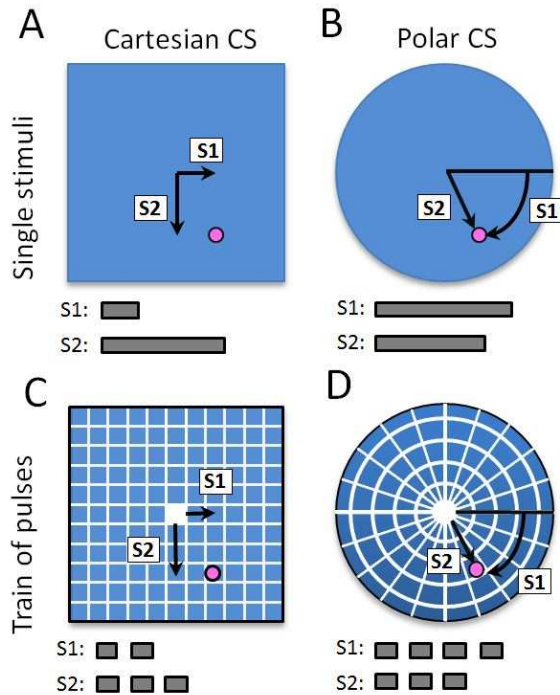 A
Cartesian CS
B
Polar CS
Single stimuli
S1
S2
S2
S1
S1:
S2:
S1:
S2:
C
D
Train of pulses
S1
S2
S2
S1
S1:
S2:
S1:
S2: